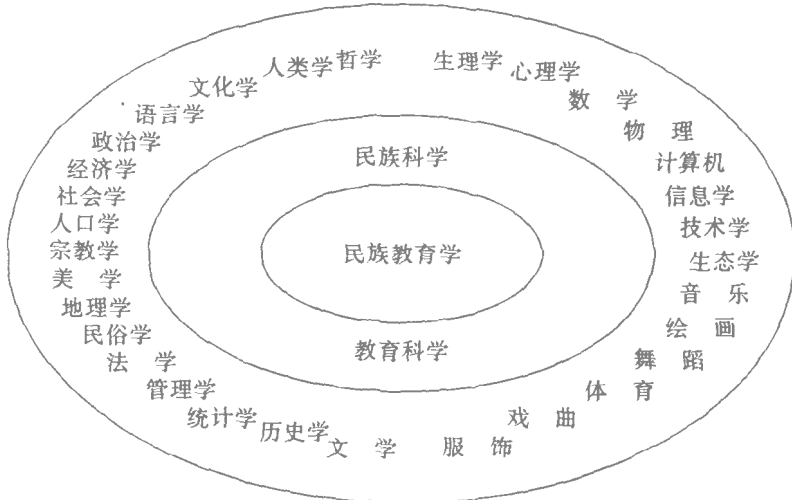 人类学 哲学 生理学 心理学
文化学 数 学
语言学 物 理
政治学 民族科学 计算机
经济学 信息学
社会学 技术学
人口学 生态学
宗教学 民族教育学 音 乐
美 学 绘 画
地理学 舞 蹈
民俗学 教育科学 体 育
法 学 戏 曲
管理学 服 饰
统计学 历史学 文 学